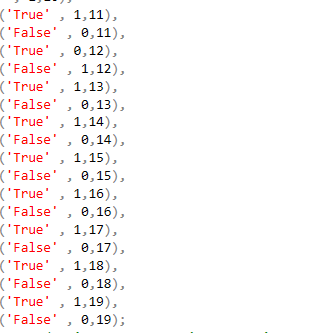 ('True' , 1,11),
('False' , 0,11),
('True' , 0,12),
('False' , 1,12),
('True' , 1,13),
('False' , 0,13),
('True' , 1,14),
('False' , 0,14),
('True' , 1,15),
('False' , 0,15),
('True' , 1,16),
('False' , 0,16),
('True' , 1,17),
('False' , 0,17),
('True' , 1,18),
('False' , 0,18),
('True' , 1,19),
('False' , 0,19);